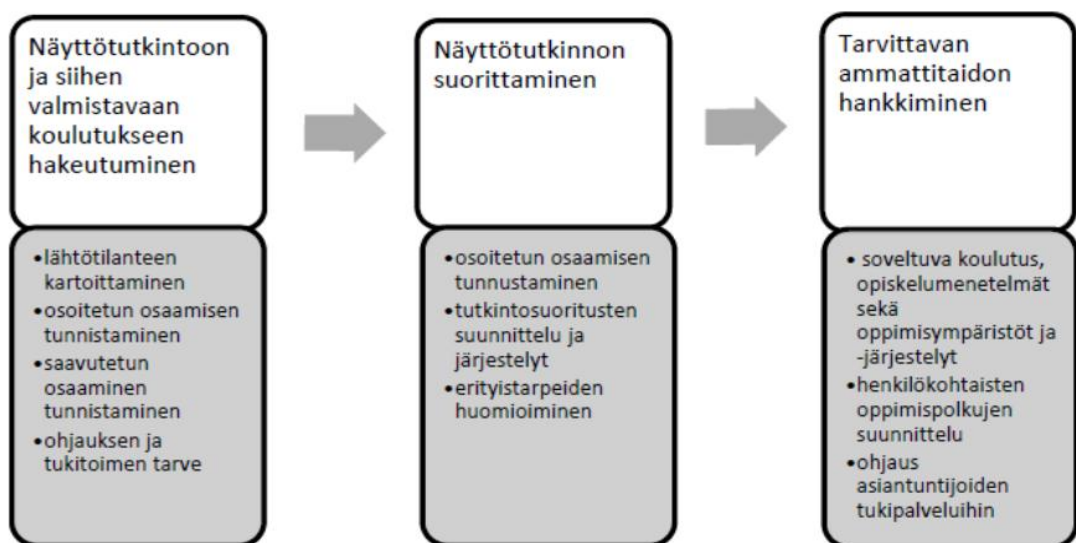 Näyttötutkintoon
ja siihen
valmistavaan
koulutukseen
hakeutuminen
•lähtötilanteen
kartoittaminen
•osoitetun osaamisen
tunnistaminen
•saavutetun
osaaminen
tunnistaminen
•ohjauksen ja
tukitoimen tarve
Näyttötutkinnon
suorittaminen
•osoitetun osaamisen
tunnustaminen
•tutkintosuoritusten
suunnittelu ja
järjestelyt
•erityistarpeiden
huomioiminen
Tarvittavan
ammattitaidon
hankkiminen
• soveltuva koulutus,
opiskelumenetelmät
sekä
oppimisympäristöt ja
-järjestelyt
•henkilökohtaisten
oppimispolkujen
suunnittelu
•ohjaus
asiantuntijoiden
tukipalveluihin